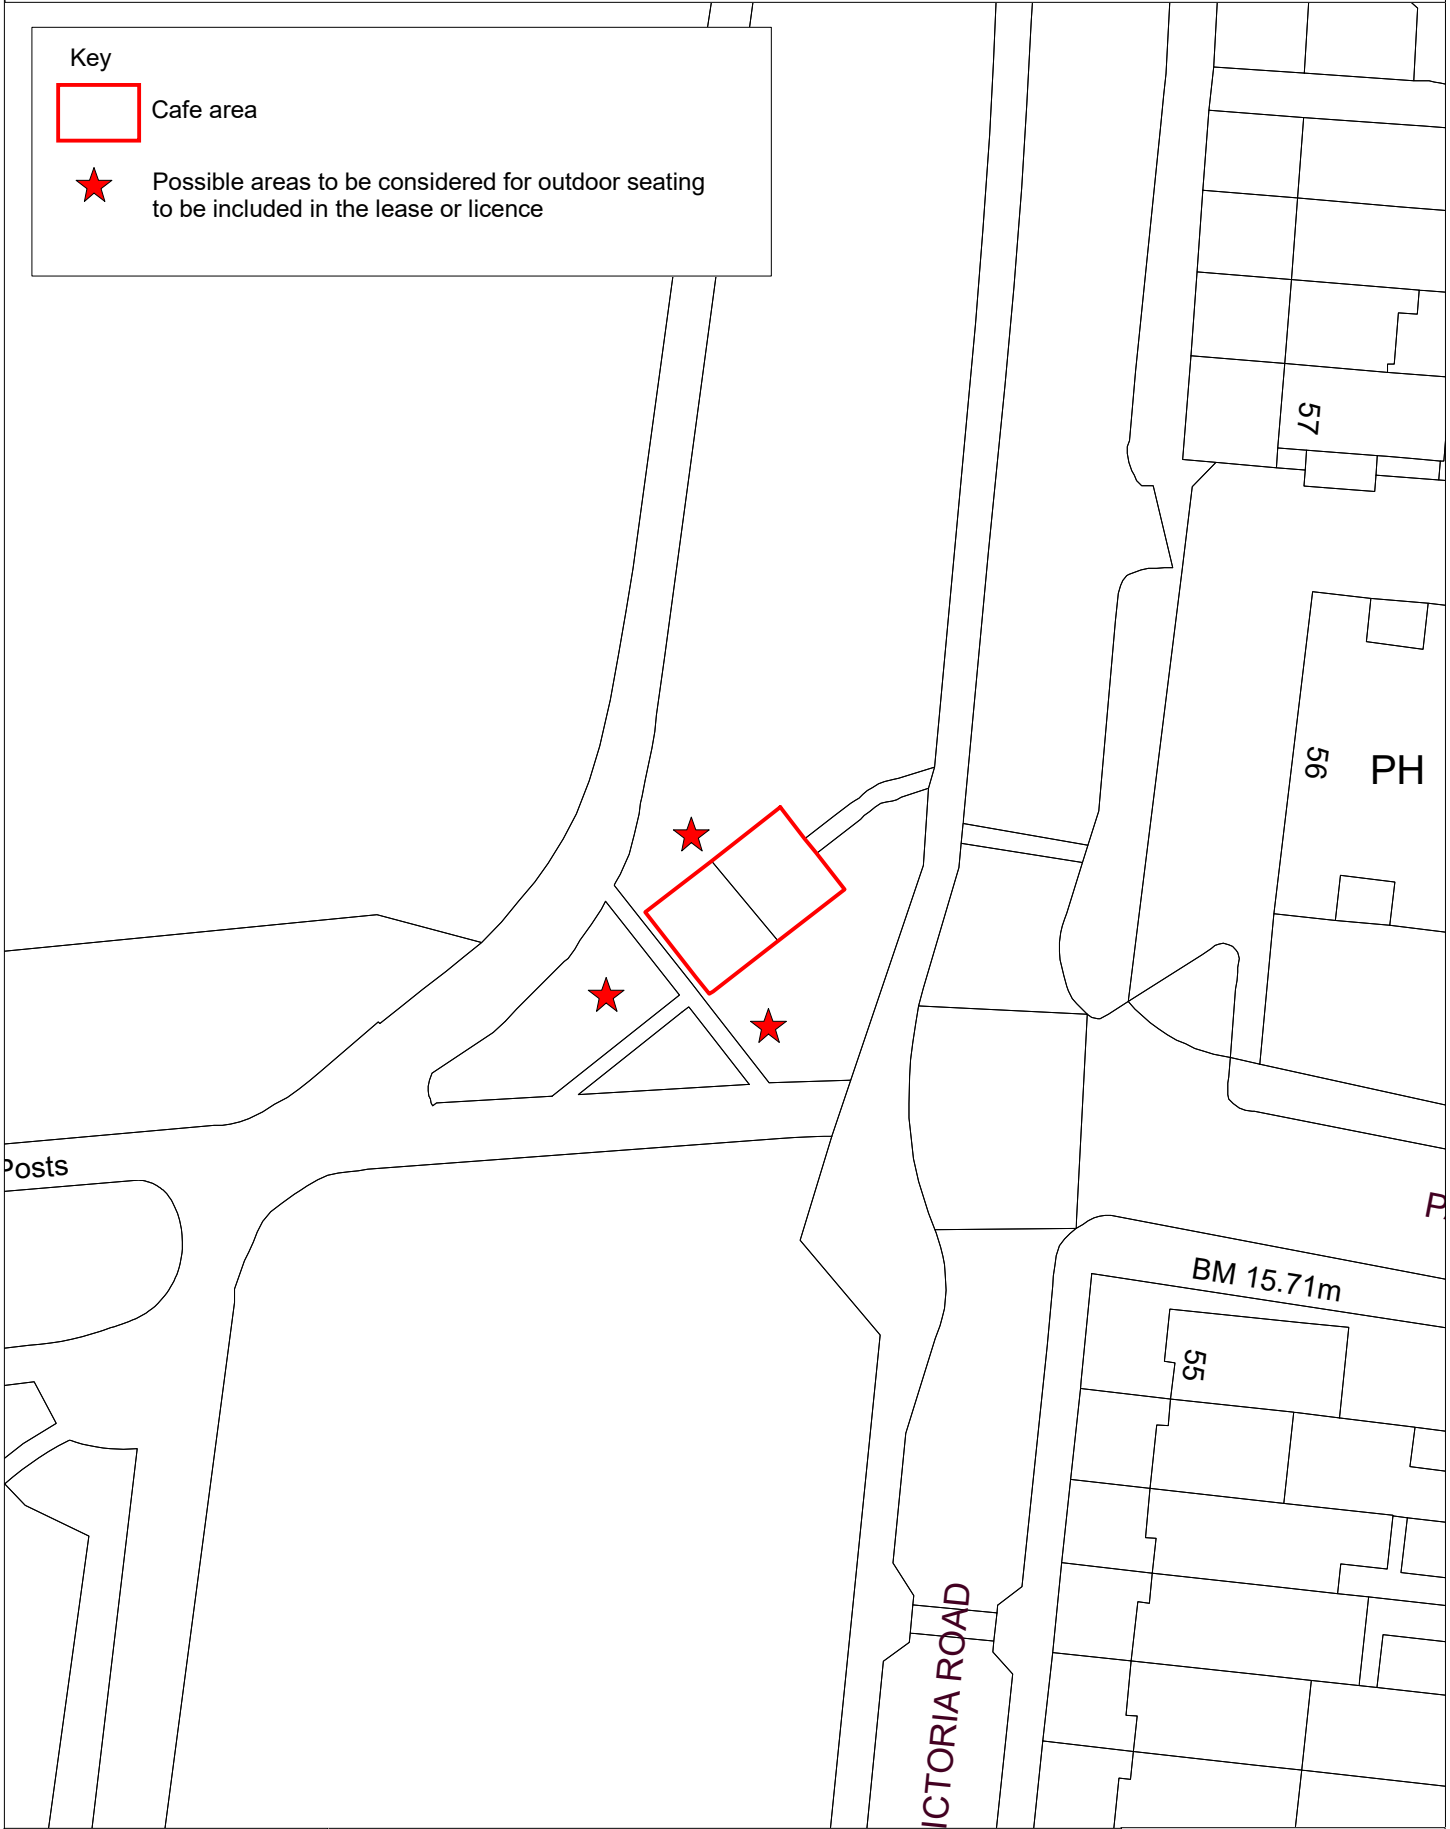 Key
Cafe area
Possible areas to be considered for outdoor seating
to be included in the lease or licence
57
56
PH
Posts
BM 15.71m
55
ICTORIA ROAD